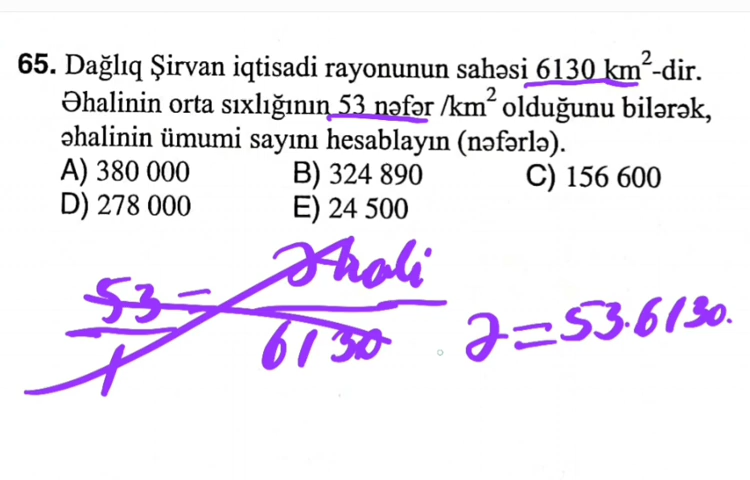 65. Dağlıq Şirvan iqtisadi rayonunun sahəsi 6130 km²-dir.
Əhalinin orta sıxlığının 53 nəfər /km² olduğunu bilərək,
əhalinin ümumi sayını hesablayın (nəfərlə).
A) 380 000 B) 324 890 C) 156 600
D) 278 000 E) 24 500
53 = Əhali
1 6130 Ə=53.6130.